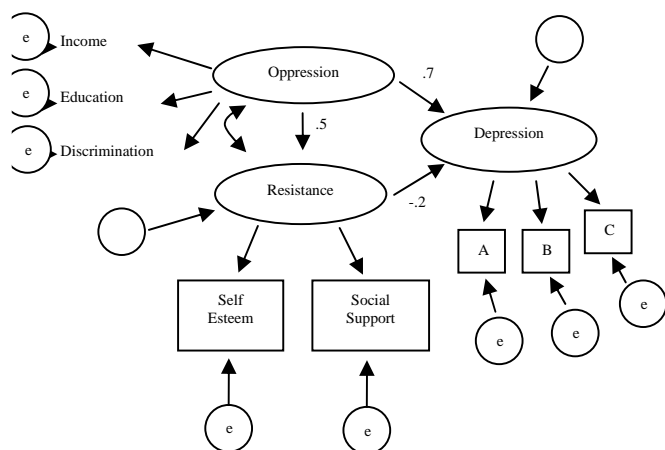 e
Income
e
Education
e
Discrimination
Oppression
.7
.5
Depression
Resistance
-.2
A
B
C
Self
Esteem
Social
Support
e
e
e
e
e